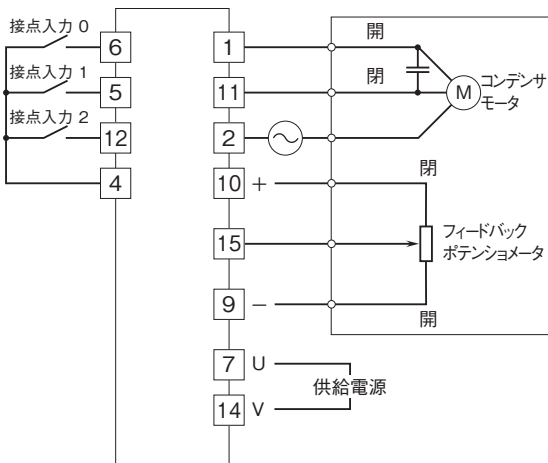 接点入力 0
6
接点入力 1
5
接点入力 2
12
4
1
開
11
閉
M
コンデンサ
モータ
2
10 +
閉
15
フィードバック
ポテンショメータ
9 −
開
7 U
供給電源
14 V